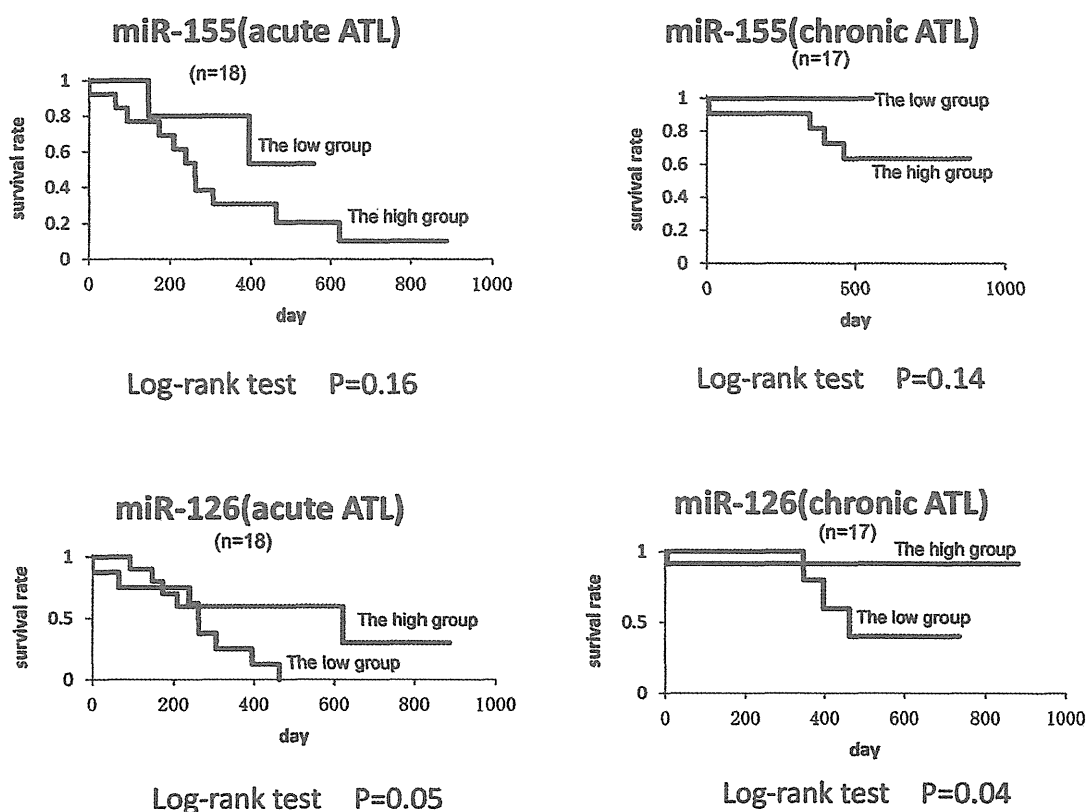 miR-155(acute ATL)
(n=18)
survival rate
1
0.8
0.6
0.4
0.2
0
The low group
The high group
0 200 400 600 800 1000
day
Log-rank test P=0.16
miR-155(chronic ATL)
(n=17)
survival rate
1
0.8
0.6
0.4
0.2
0
The low group
The high group
0 500 1000
day
Log-rank test P=0.14
miR-126(acute ATL)
(n=18)
survival rate
1
0.5
0
The high group
The low group
0 200 400 600 800 1000
day
Log-rank test P=0.05
miR-126(chronic ATL)
(n=17)
surival rate
1
0.5
0
The high group
The low group
0 200 400 600 800 1000
day
Log-rank test P=0.04